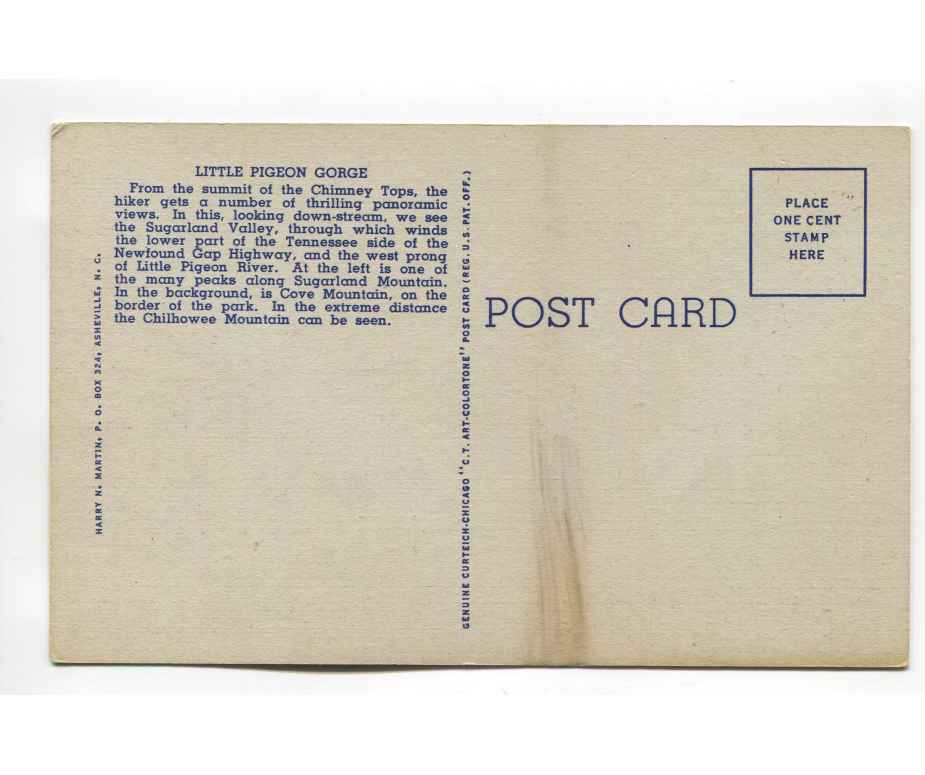 LITTLE PIGEON GORGE
From the summit of the Chimney Tops, the
hiker gets a number of thrilling panoramic
views. In this, looking down-stream, we see
the Sugarland Valley, through which winds
the lower part of the Tennessee side of the
Newfound Gap Highway, and the west prong
of Little Pigeon River. At the left is one of
the many peaks along Sugarland Mountain.
In the background, is Cove Mountain, on the
border of the park. In the extreme distance
the Chilhowee Mountain can be seen.
HARRY N. MARTIN, P. O. BOX 324, ASHEVILLE, N. C.
GENUINE CURTEICH-CHICAGO "C.T. ART-COLORTONE" POST CARD (REG. U.S. PAT. OFF.)
POST CARD
PLACE
ONE CENT
STAMP
HERE